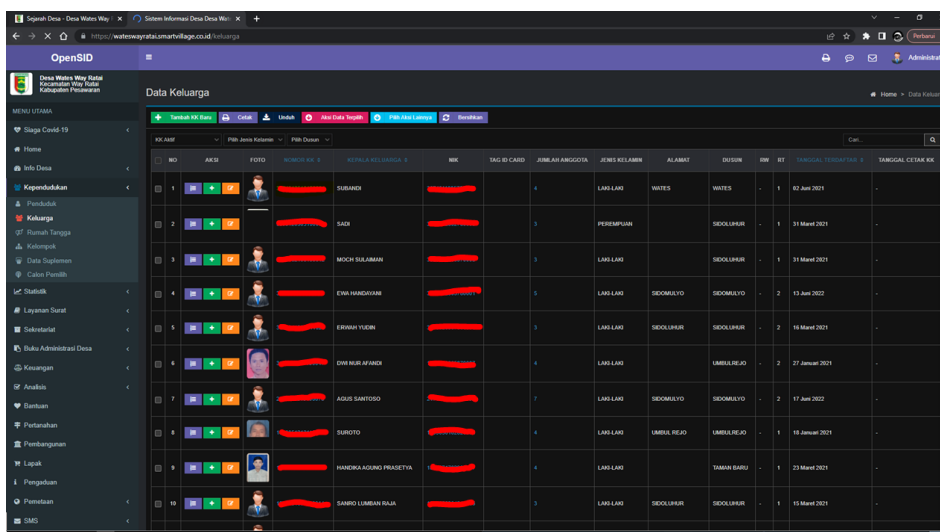 Sejarah Desa - Desa Wates Way
Sistem Informasi Desa Desa Wate
https://wateswayratai.smartvillage.co.id/keluarga
Perbarui
OpenSID
Administrat
Desa Wates Way Ratai
Kecamatan Way Ratai
Kabupaten Pesawaran
Data Keluarga
Home > Data Keluar
MENU UTAMA
Siaga Covid-19
Home
Info Desa
Kependudukan
Penduduk
Keluarga
Rumah Tangga
Kelompok
Data Suplemen
Calon Pemilih
Statistik
Layanan Surat
Sekretariat
Buku Administrasi Desa
Keuangan
Analisis
Bantuan
Pertanahan
Pembangunan
Lapak
Pengaduan
Pemetaan
SMS
Tambah KK Baru Cetak Unduh Aksi Data Terpilih Pilih Aksi Lainnya Bersihkan
KK Aktif Pilih Jenis Kelamin Pilih Dusun Cari...
NO AKSI FOTO NOMOR KK KEPALA KELUARGA NIK TAG ID CARD JUMLAH ANGGOTA JENIS KELAMIN ALAMAT DUSUN RW RT TANGGAL TERDAFTAR TANGGAL CETAK KK
1 SUBANDI 4 LAKI-LAKI WATES WATES - 1 02 Juni 2021 -
2 SADI 3 PEREMPUAN SIDOLUHUR - 1 31 Maret 2021 -
3 MOCH SULAIMAN 3 LAKI-LAKI SIDOLUHUR - 1 31 Maret 2021 -
4 EWA HANDAYANI 5 LAKI-LAKI SIDOMULYO SIDOMULYO - 2 13 Juni 2022 -
5 ERWAH YUDIN 3 LAKI-LAKI SIDOLUHUR SIDOLUHUR - 2 16 Maret 2021 -
6 DWI NUR AFANDI 4 LAKI-LAKI UMBULREJO - 2 27 Januari 2021 -
7 AGUS SANTOSO 7 LAKI-LAKI SIDOMULYO SIDOMULYO - 2 17 Juni 2022 -
8 SUROTO 4 LAKI-LAKI UMBUL REJO UMBULREJO - 1 18 Januari 2021 -
9 HANDIKA AGUNG PRASETYA 4 LAKI-LAKI TAMAN BARU - 1 23 Maret 2021 -
10 SANRO LUMBAN RAJA 3 LAKI-LAKI SIDOLUHUR SIDOLUHUR - 1 15 Maret 2021 -